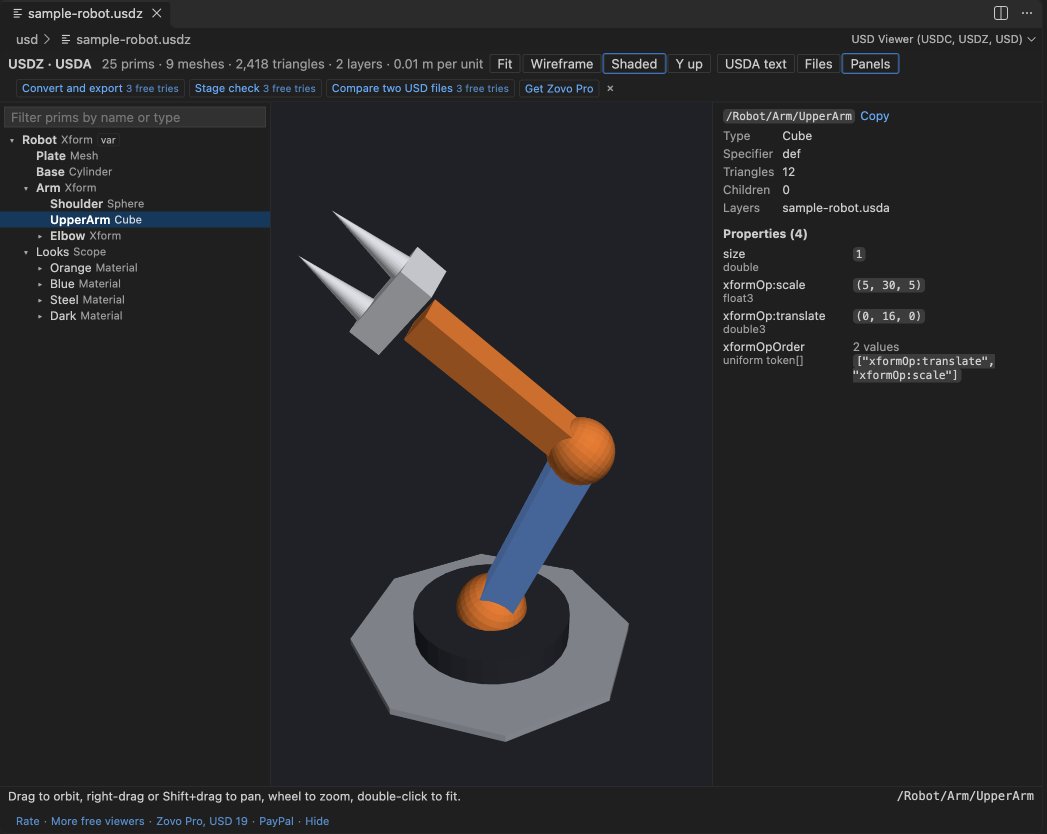 sample-robot.usdz
usd > sample-robot.usdz
USD Viewer (USDC, USDZ, USD)
USDZ · USDA 25 prims · 9 meshes · 2,418 triangles · 2 layers · 0.01 m per unit Fit Wireframe Shaded Y up USDA text Files Panels
Convert and export 3 free tries Stage check 3 free tries Compare two USD files 3 free tries Get Zovo Pro ×
Filter prims by name or type
Robot Xform var
Plate Mesh
Base Cylinder
Arm Xform
Shoulder Sphere
UpperArm Cube
Elbow Xform
Looks Scope
Orange Material
Blue Material
Steel Material
Dark Material
/Robot/Arm/UpperArm Copy
Type Cube
Specifier def
Triangles 12
Children 0
Layers sample-robot.usda
Properties (4)
size 1
double
xformOp:scale (5, 30, 5)
float3
xformOp:translate (0, 16, 0)
double3
xformOpOrder 2 values
uniform token[] ["xformOp:translate",
"xformOp:scale"]
Drag to orbit, right-drag or Shift+drag to pan, wheel to zoom, double-click to fit.
/Robot/Arm/UpperArm
Rate · More free viewers · Zovo Pro, USD 19 · PayPal · Hide